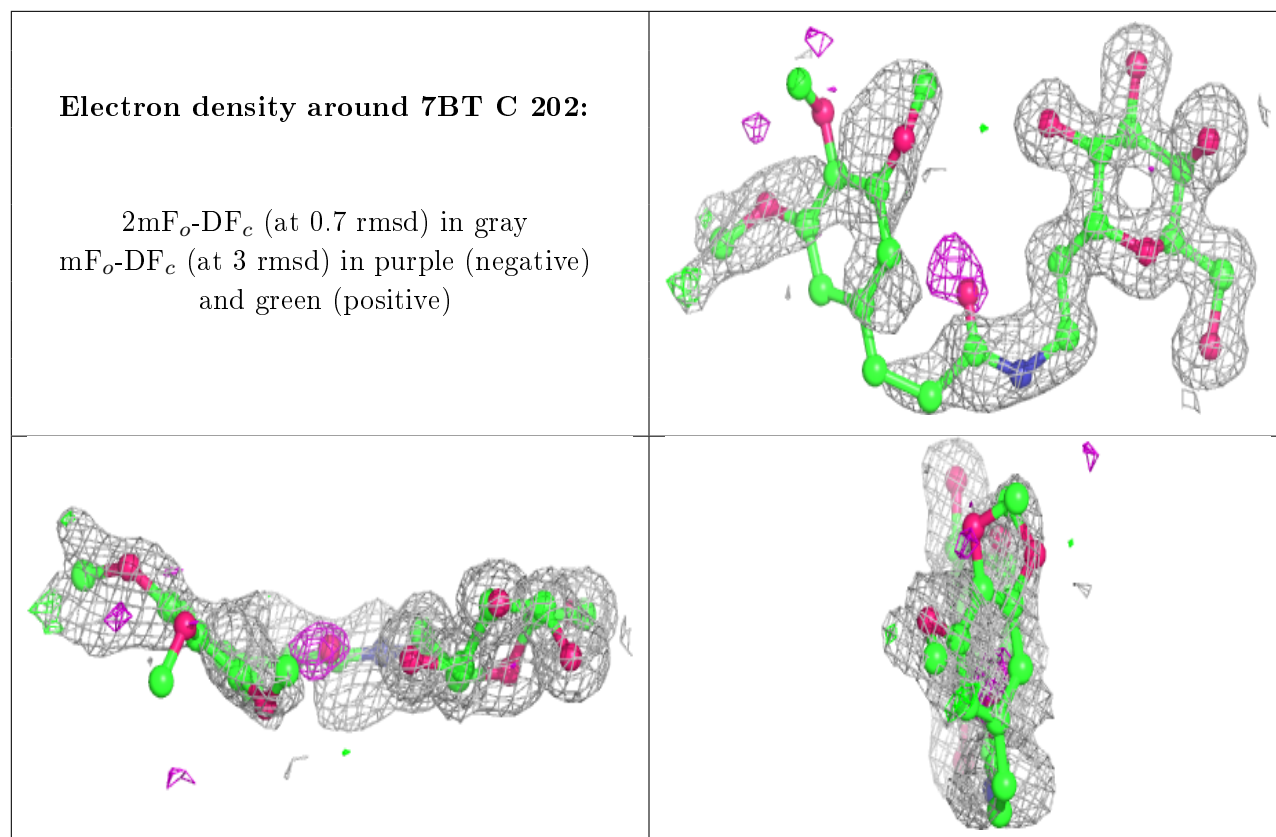 Electron density around 7BT C 202:
2mFₒ-DF𝒸 (at 0.7 rmsd) in gray
mFₒ-DF𝒸 (at 3 rmsd) in purple (negative)
and green (positive)